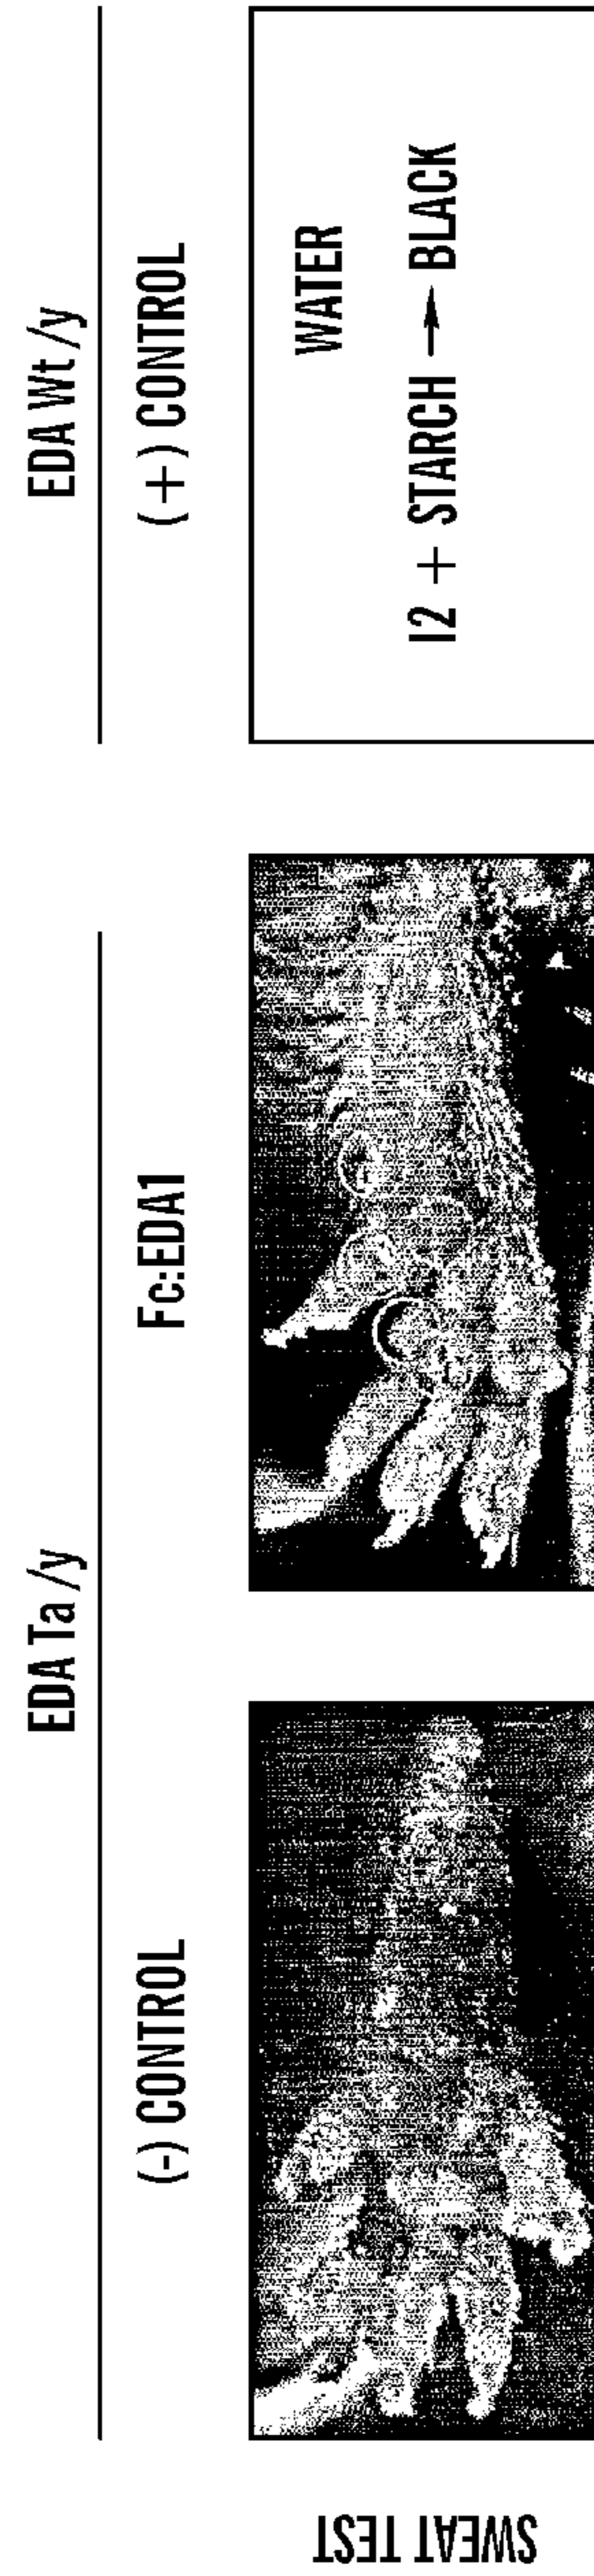 EDA Ta /y
EDA Wt /y
(-) CONTROL
Fc:EDA1
(+) CONTROL
SWEAT TEST
WATER
I2 + STARCH → BLACK